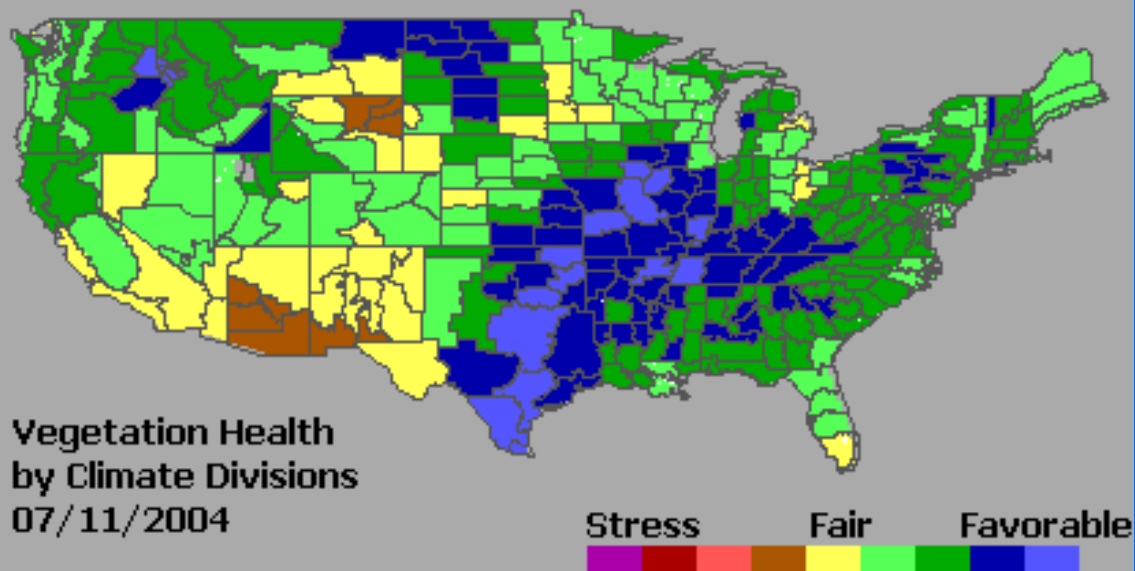 Vegetation Health
by Climate Divisions
07/11/2004
Stress Fair Favorable